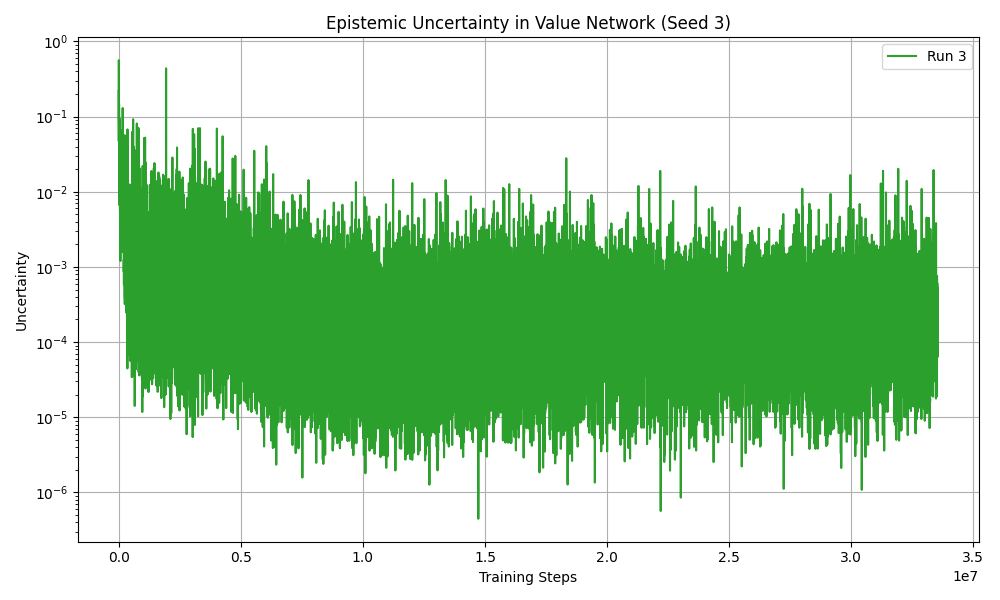 Epistemic Uncertainty in Value Network (Seed 3)
Run 3
Uncertainty
10^0
10^-1
10^-2
10^-3
10^-4
10^-5
10^-6
0.0 0.5 1.0 1.5 2.0 2.5 3.0 3.5
1e7
Training Steps